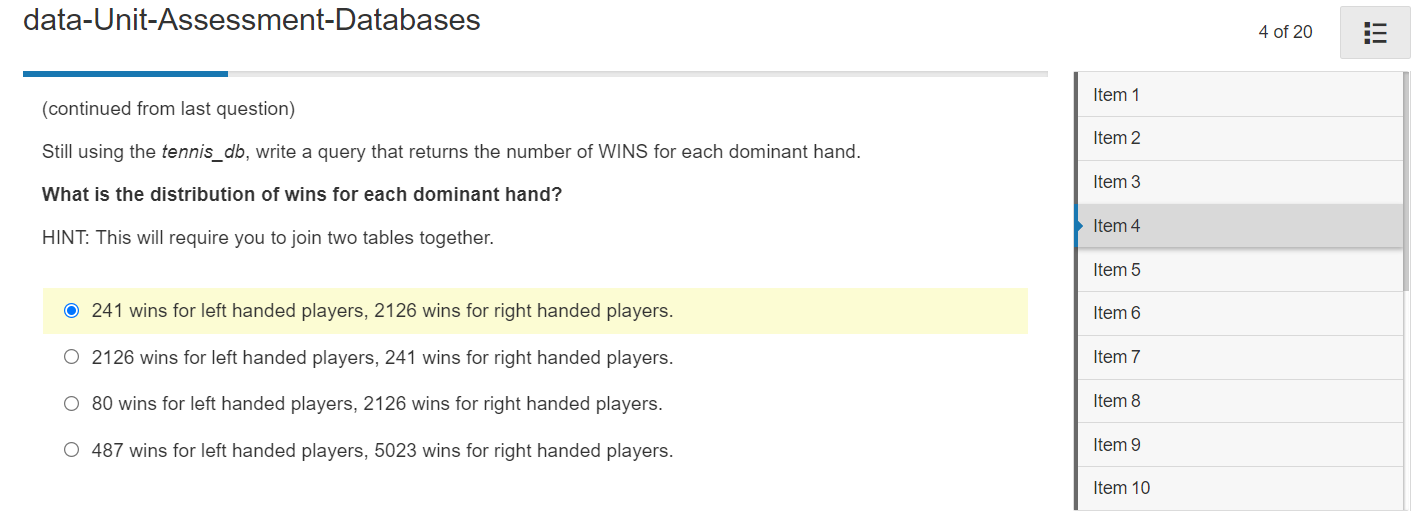 data-Unit-Assessment-Databases
4 of 20
(continued from last question)
Still using the tennis_db, write a query that returns the number of WINS for each dominant hand.
What is the distribution of wins for each dominant hand?
HINT: This will require you to join two tables together.
241 wins for left handed players, 2126 wins for right handed players.
2126 wins for left handed players, 241 wins for right handed players.
80 wins for left handed players, 2126 wins for right handed players.
487 wins for left handed players, 5023 wins for right handed players.
Item 1
Item 2
Item 3
Item 4
Item 5
Item 6
Item 7
Item 8
Item 9
Item 10